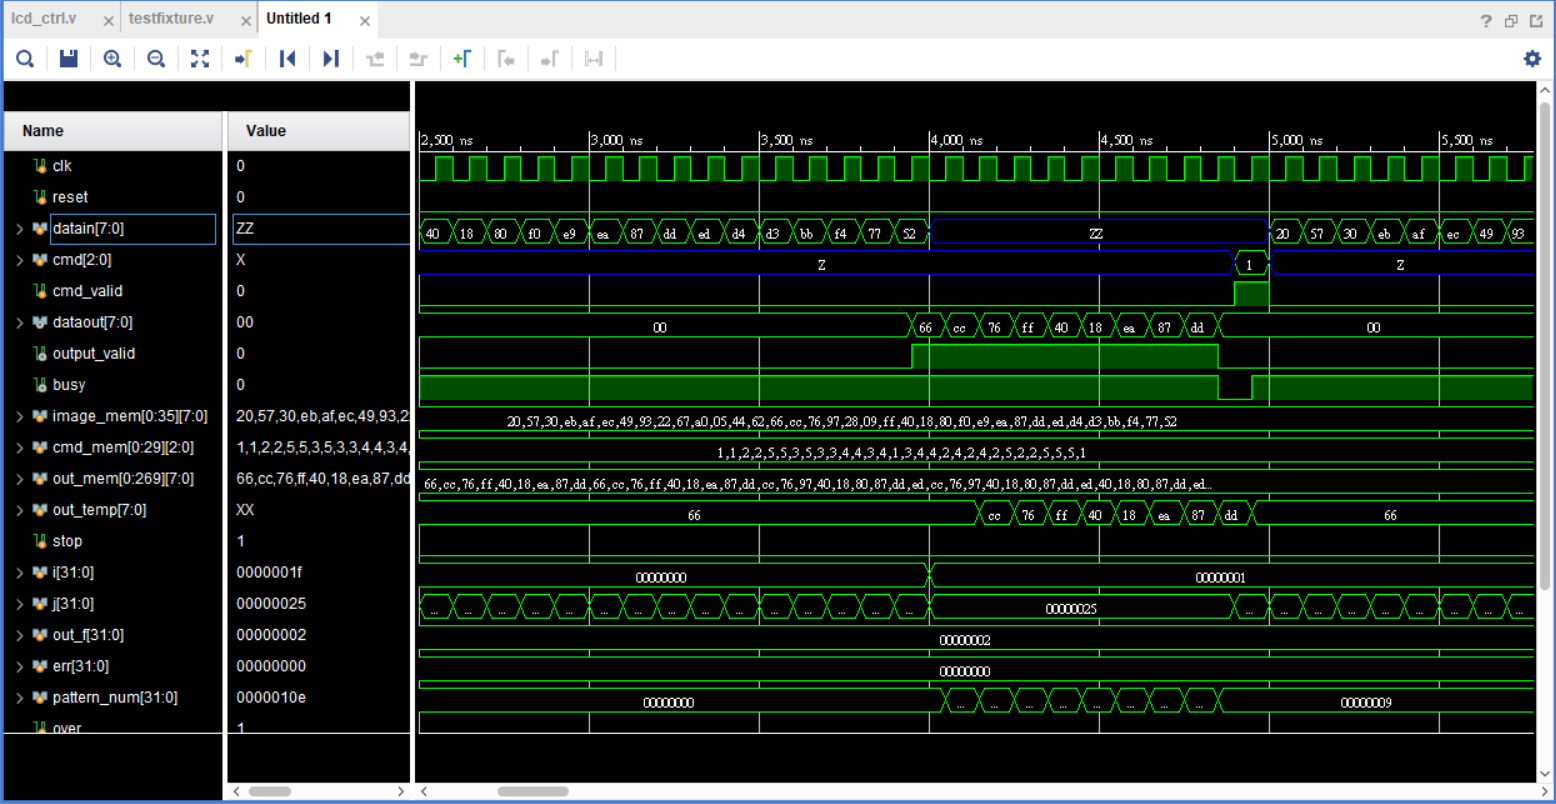 lcd_ctrl.v × testfixture.v × Untitled 1 × ?
Name Value
2,500 ns 3,000 ns 3,500 ns 4,000 ns 4,500 ns 5,000 ns 5,500 ns
clk 0
reset 0
datain[7:0] ZZ 40 18 80 f0 e9 ea 87 dd ed d4 d3 bb f4 77 52 ZZ 20 57 30 eb af ec 49 93
cmd[2:0] X Z 1 Z
cmd_valid 0
dataout[7:0] 00 00 66 cc 76 ff 40 18 ea 87 dd 00
output_valid 0
busy 0
image_mem[0:35][7:0] 20,57,30,eb,af,ec,49,93,2 20,57,30,eb,af,ec,49,93,22,67,a0,05,44,62,66,cc,76,97,28,09,ff,40,18,80,f0,e9,ea,87,dd,ed,d4,d3,bb,f4,77,52
cmd_mem[0:29][2:0] 1,1,2,2,5,5,3,5,3,3,4,4,3,4, 1,1,2,2,5,5,3,5,3,3,4,4,3,4,1,3,4,4,2,4,2,4,2,5,2,2,5,5,5,1
out_mem[0:269][7:0] 66,cc,76,ff,40,18,ea,87,dd 66,cc,76,ff,40,18,ea,87,dd,66,cc,76,ff,40,18,ea,87,dd,cc,76,97,40,18,80,87,dd,ed,cc,76,97,40,18,80,87,dd,ed,40,18,80,87,dd,ed...
out_temp[7:0] XX 66 cc 76 ff 40 18 ea 87 dd 66
stop 1
i[31:0] 0000001f 00000000 00000001
j[31:0] 00000025 ... ... ... ... ... ... ... ... ... ... ... ... ... ... ... 00000025 ... ... ... ... ... ... ... ... ...
out_f[31:0] 00000002 00000002
err[31:0] 00000000 00000000
pattern_num[31:0] 0000010e 00000000 ... ... ... ... ... ... ... ... 00000009
over 1